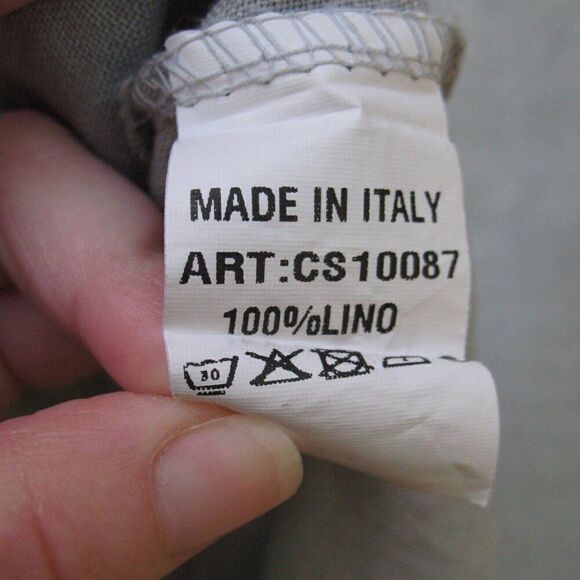 MADE IN ITALY
ART:CS10087
100%LINO
30